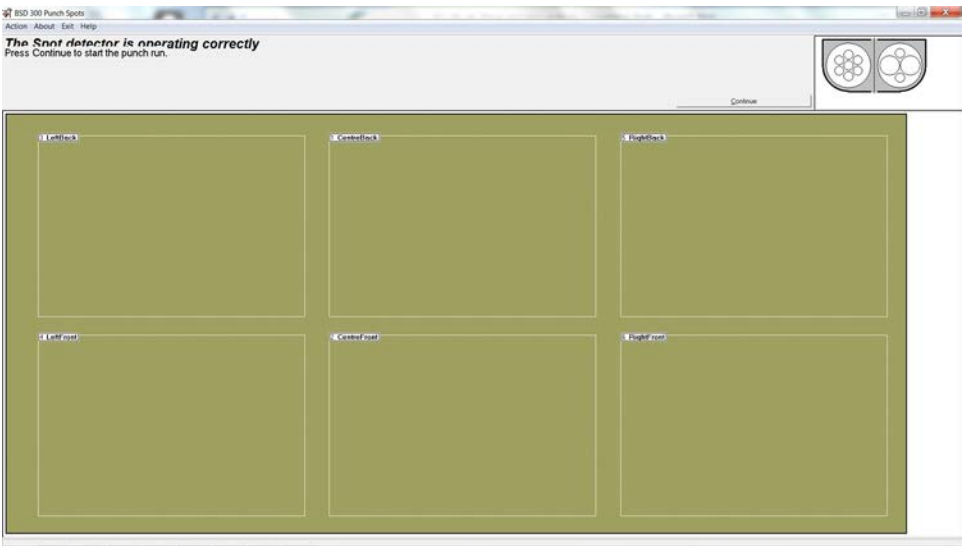 BSD 300 Punch Spots
Action About Exit Help
The Spot detector is operating correctly
Press Continue to start the punch run.
Continue
LeftBack
CentreBack
RightBack
4 LeftFront
CentreFront
RightFront